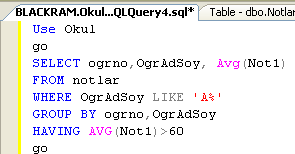 BLACKRAM.Okul...QLQuery4.sql* Table - dbo.Notlar
Use Okul
go
SELECT ogrno,OgrAdSoy, Avg(Not1)
FROM notlar
WHERE OgrAdSoy LIKE 'A%'
GROUP BY ogrno,OgrAdSoy
HAVING AVG(Not1)>60
go